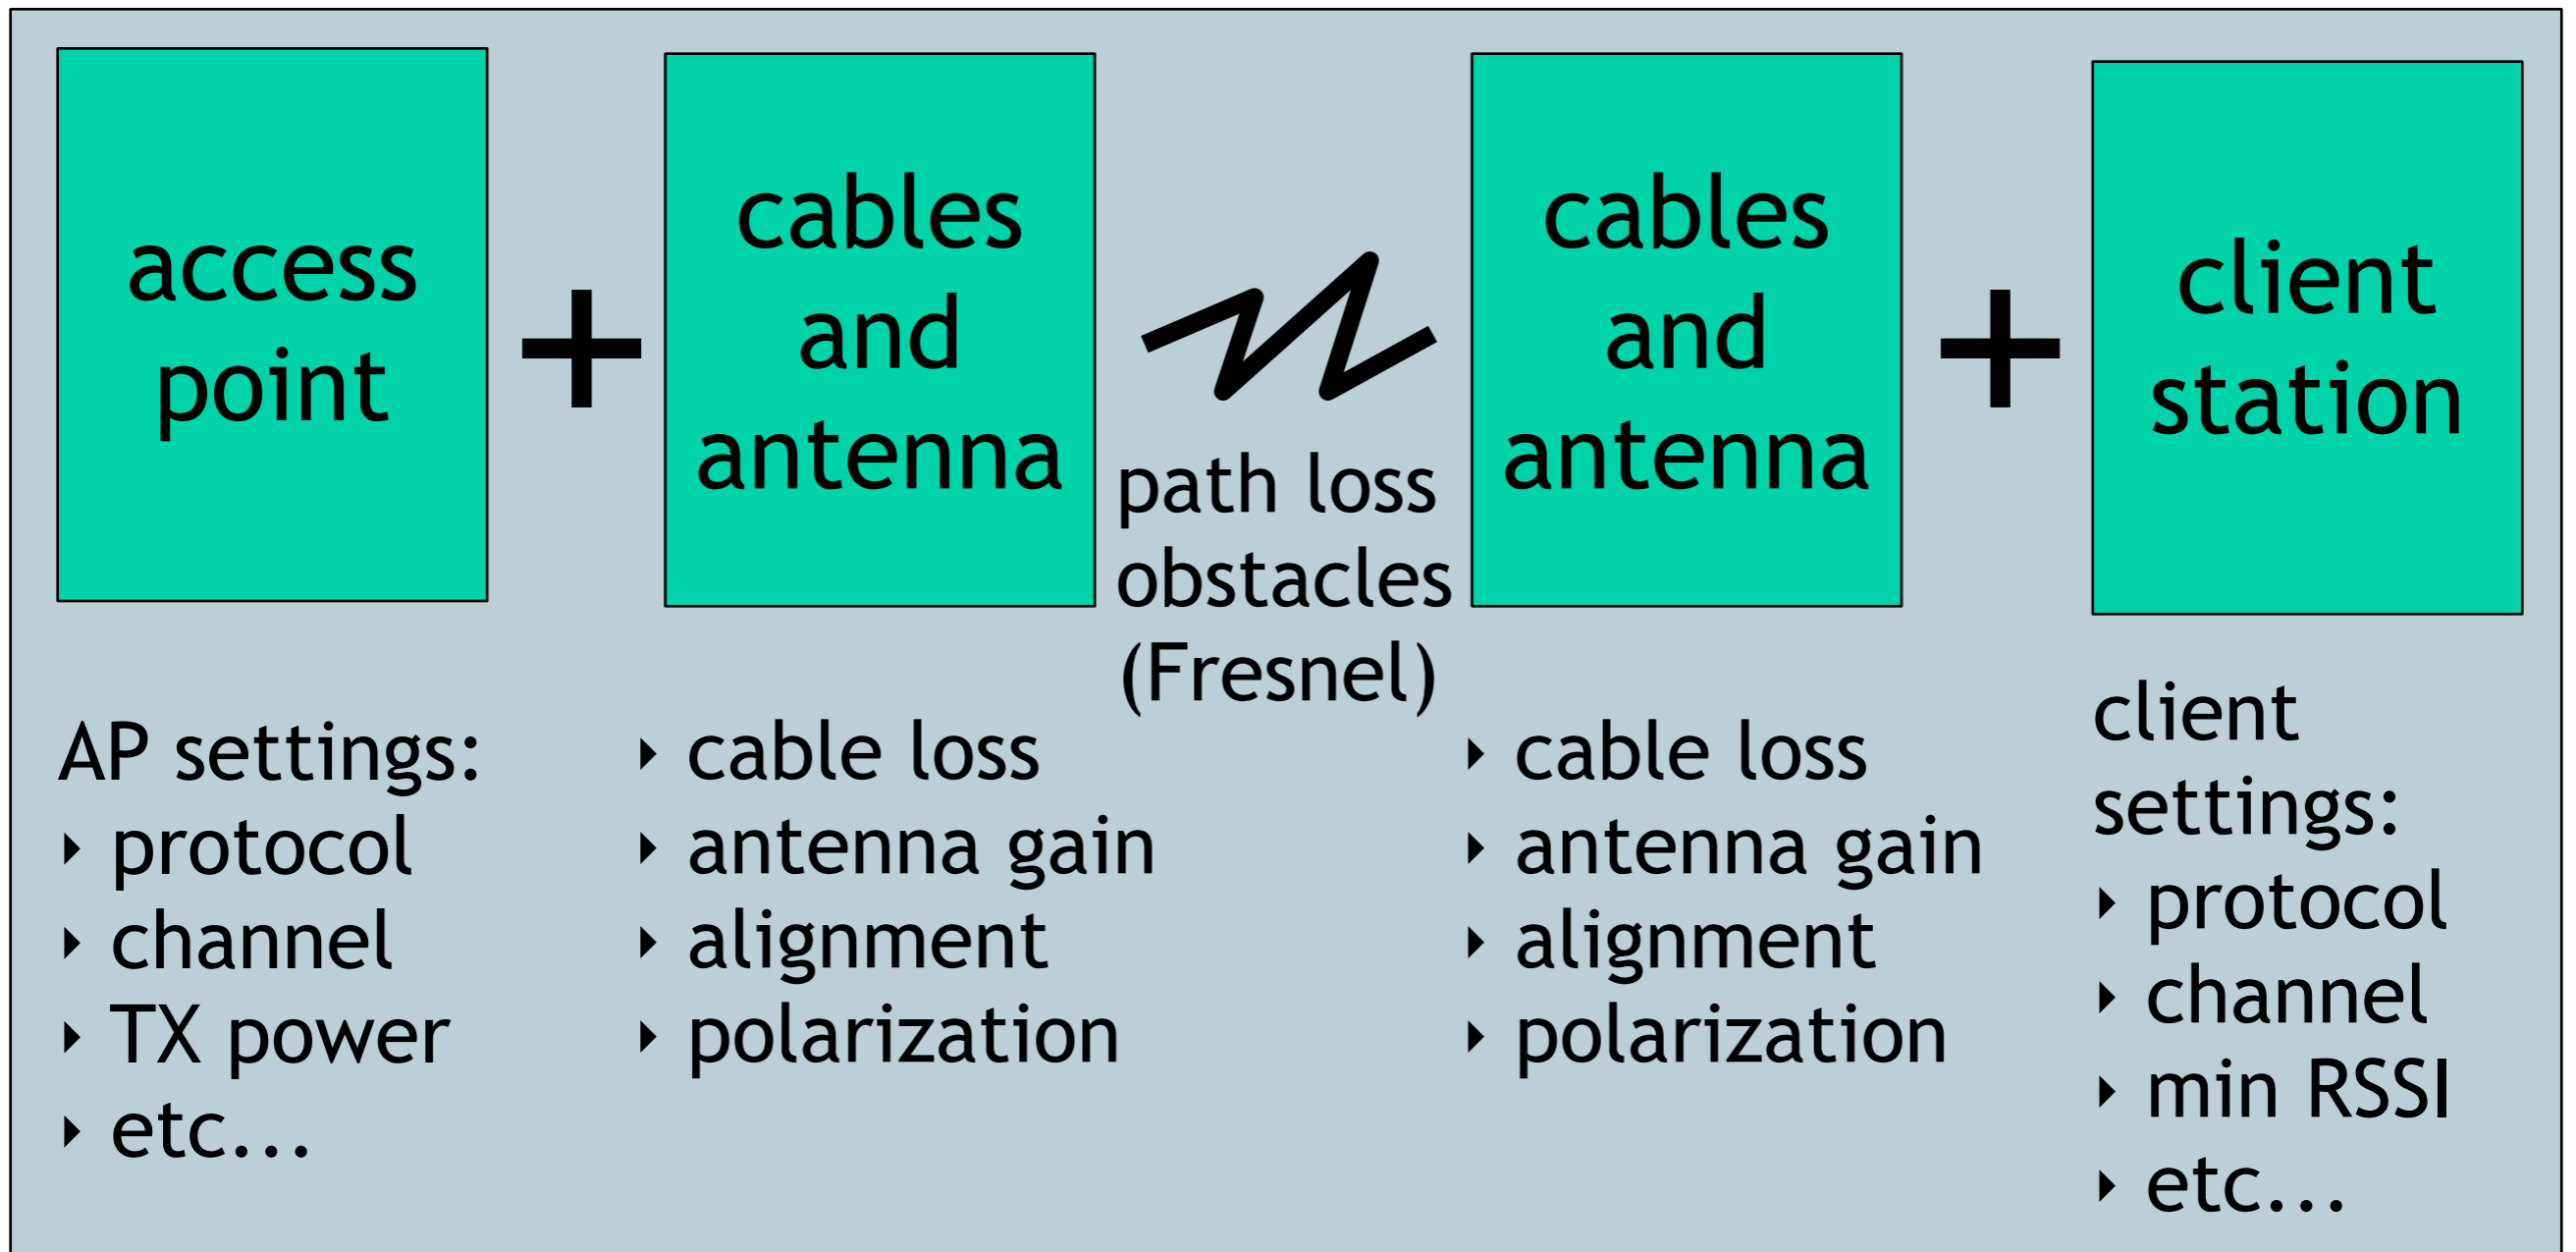 access
point
+
cables
and
antenna
path loss
obstacles
(Fresnel)
cables
and
antenna
+
client
station
AP settings:
‣ protocol
‣ channel
‣ TX power
‣ etc...
‣ cable loss
‣ antenna gain
‣ alignment
‣ polarization
‣ cable loss
‣ antenna gain
‣ alignment
‣ polarization
client
settings:
‣ protocol
‣ channel
‣ min RSSI
‣ etc...